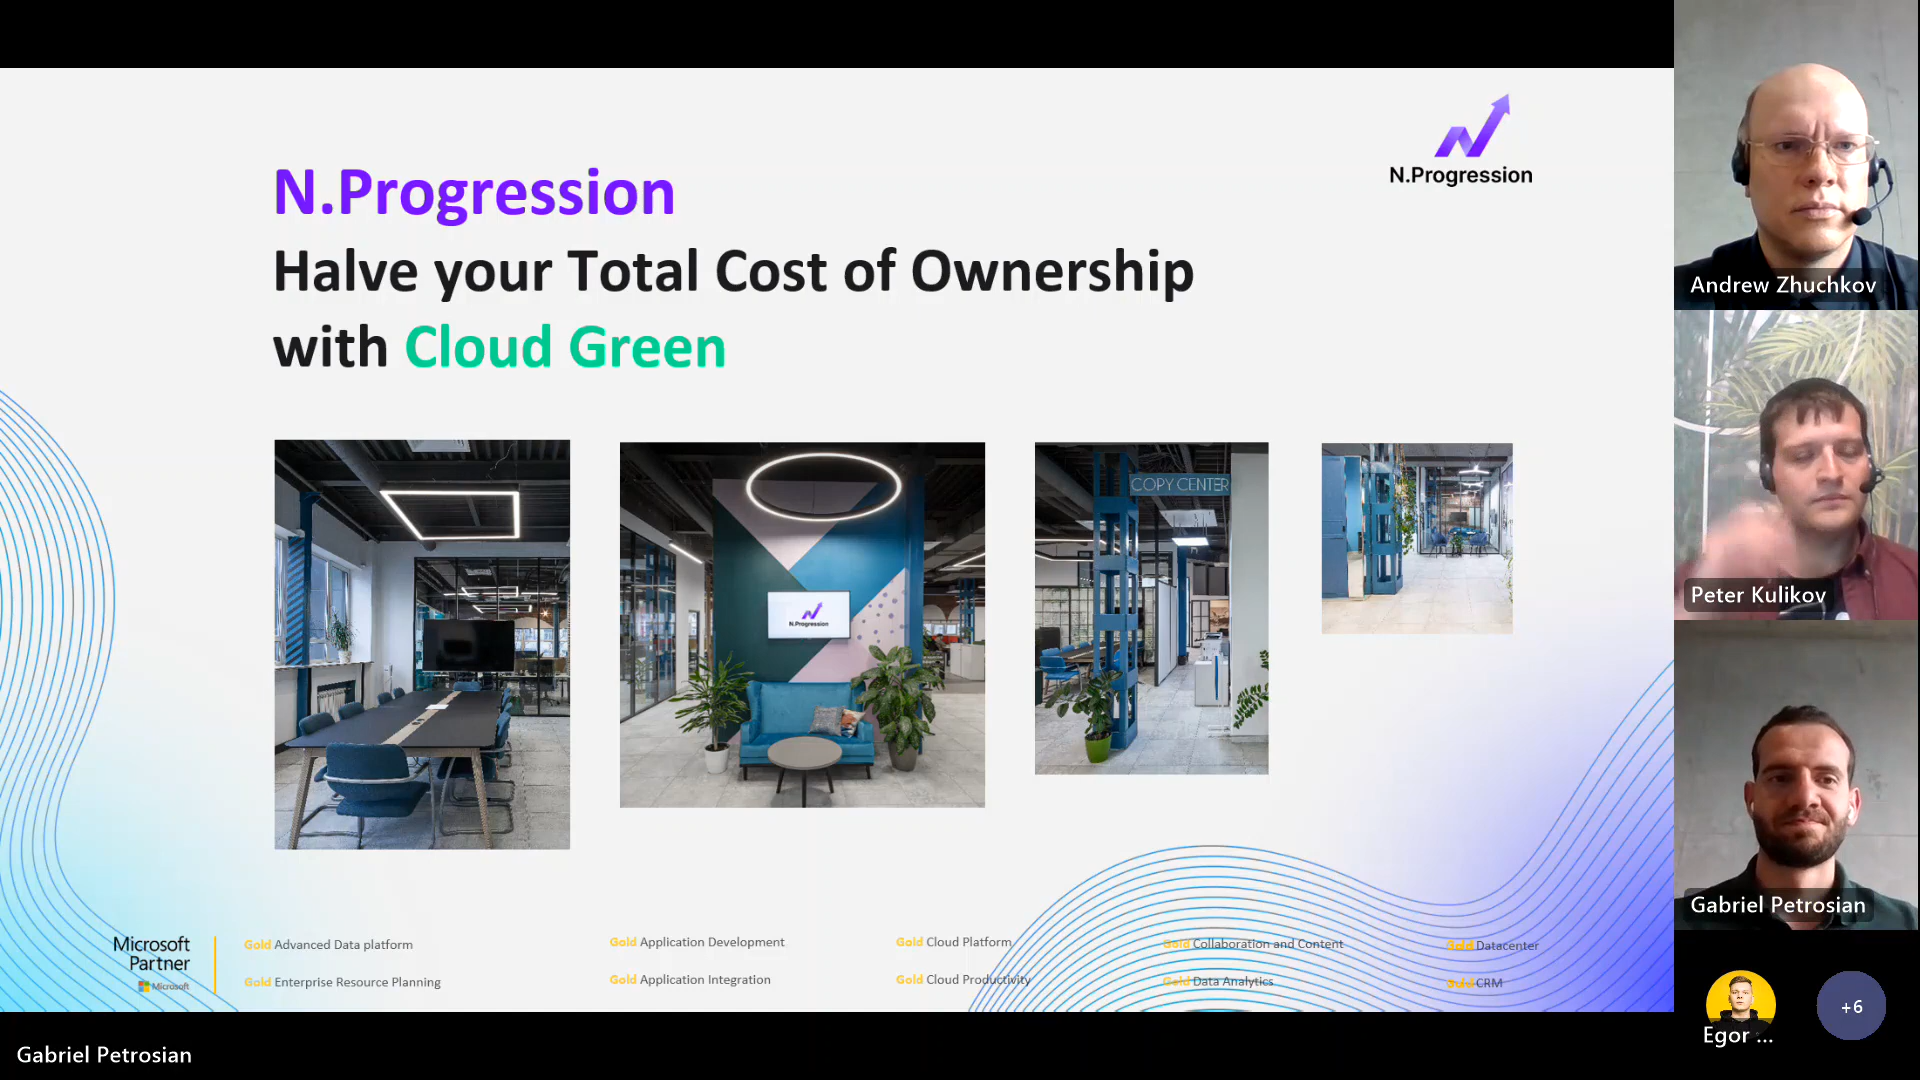 N.Progression
Halve your Total Cost of Ownership
with Cloud Green
N.Progression
COPY CENTER
N.Progression
Microsoft
Partner
Microsoft
Gold Advanced Data platform
Gold Enterprise Resource Planning
Gold Application Development
Gold Application Integration
Gold Cloud Platform
Gold Cloud Productivity
Gold Collaboration and Content
Gold Data Analytics
Gold Datacenter
Gold CRM
Andrew Zhuchkov
Peter Kulikov
Gabriel Petrosian
Egor ...
+6
Gabriel Petrosian